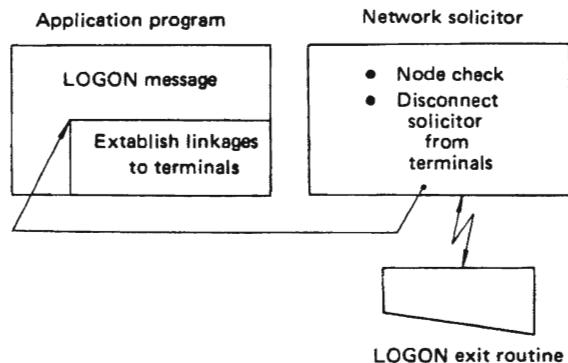 Application program
Network solicitor
LOGON message
Extablish linkages
to terminals
● Node check
● Disconnect
solicitor
from
terminals
LOGON exit routine